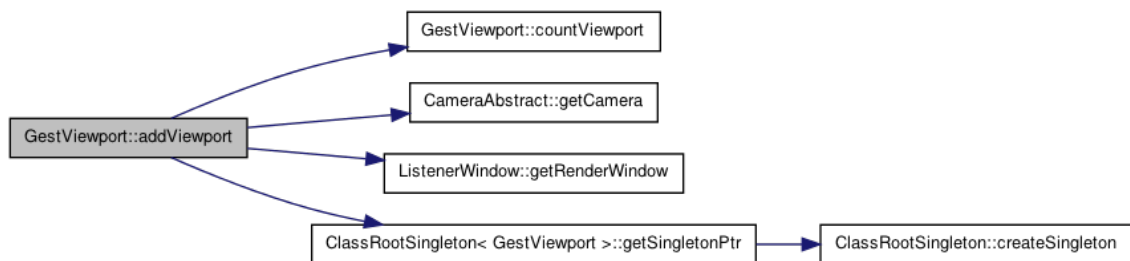 GestViewport::countViewport
CameraAbstract::getCamera
GestViewport::addViewport
ListenerWindow::getRenderWindow
ClassRootSingleton< GestViewport >::getSingletonPtr
ClassRootSingleton::createSingleton